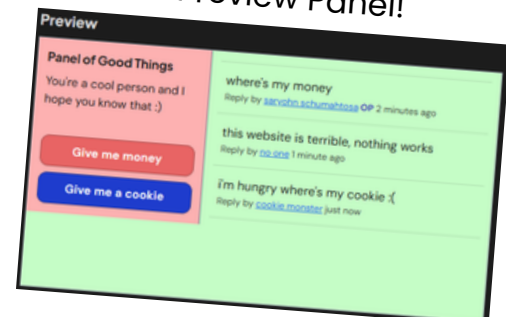 Preview Panel!
Preview
Panel of Good Things
You're a cool person and I
hope you know that :)
Give me money
Give me a cookie
where's my money
Reply by sarvohn schumahtosa OP 2 minutes ago
this website is terrible, nothing works
Reply by no one 1 minute ago
i'm hungry where's my cookie :(
Reply by cookie monster just now